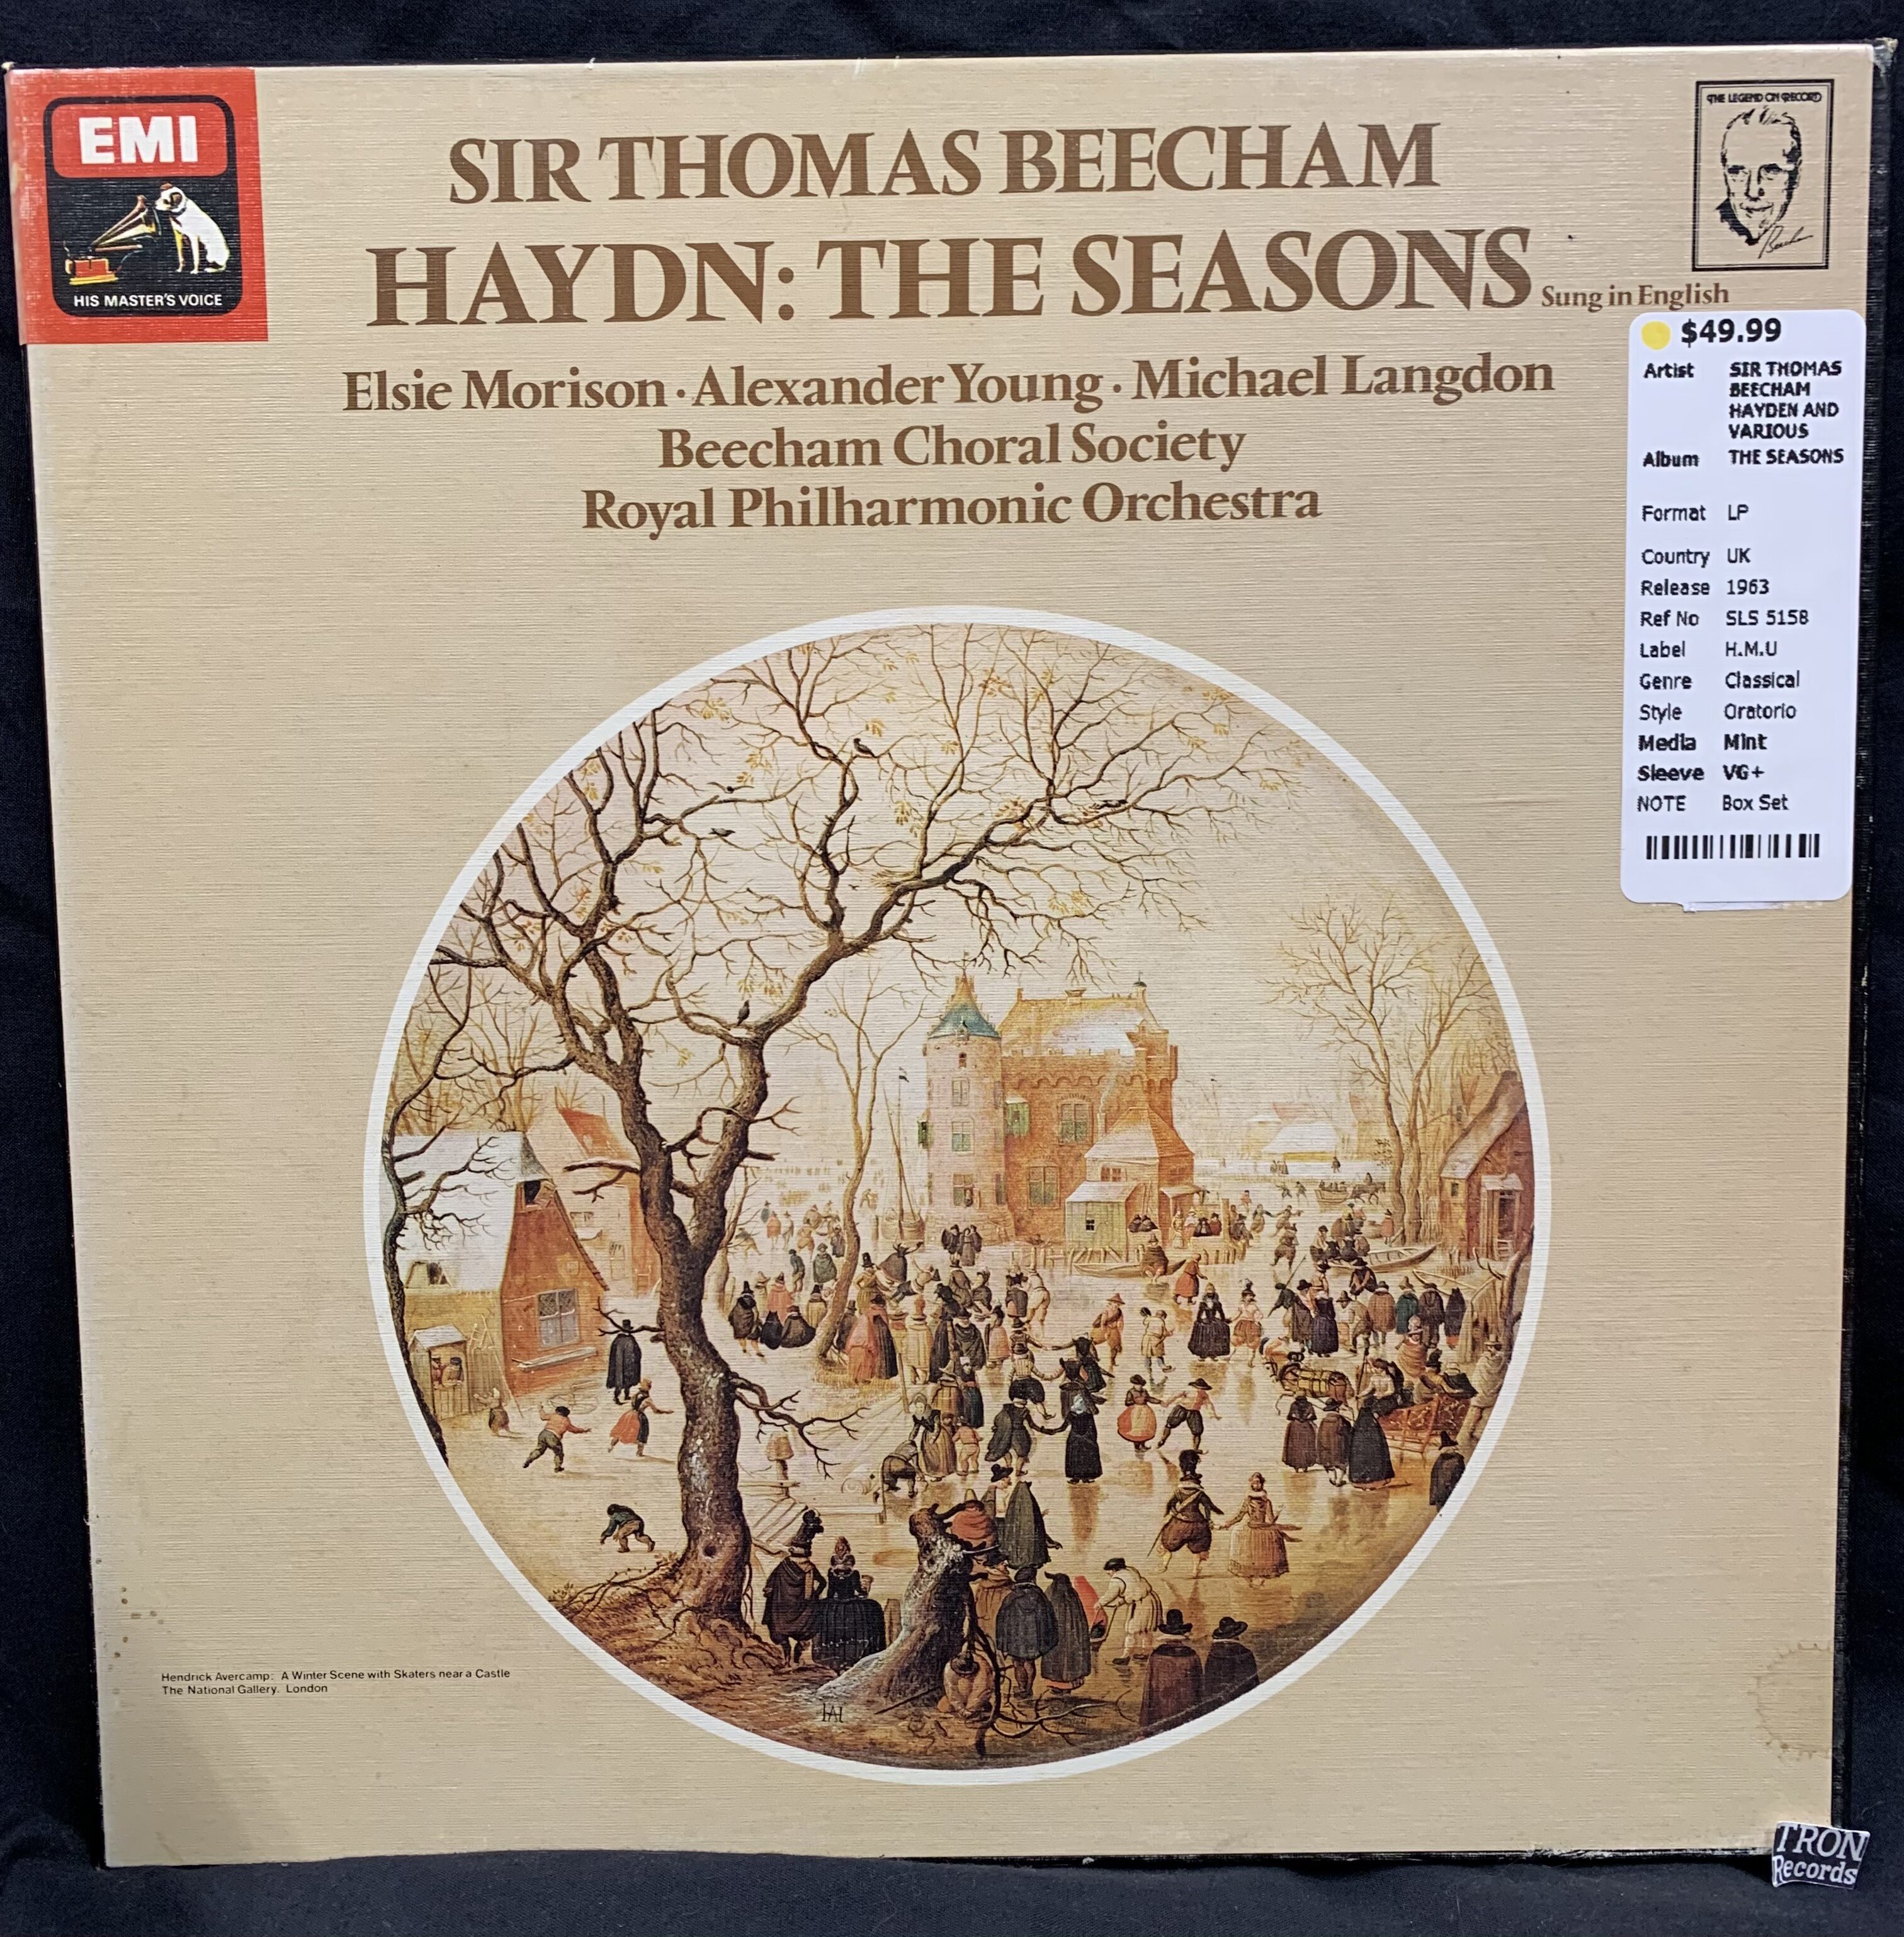 EMI
HIS MASTER'S VOICE
THE LEGEND ON RECORD
Beecham
SIR THOMAS BEECHAM
HAYDN: THE SEASONS Sung in English
Elsie Morison · Alexander Young · Michael Langdon
Beecham Choral Society
Royal Philharmonic Orchestra
$49.99
Artist SIR THOMAS
BEECHAM
HAYDEN AND
VARIOUS
Album THE SEASONS
Format LP
Country UK
Release 1963
Ref No SLS 5158
Label H.M.U
Genre Classical
Style Oratorio
Media Mint
Sleeve VG+
NOTE Box Set
Hendrick Avercamp: A Winter Scene with Skaters near a Castle
The National Gallery. London
HA
TRON
Records